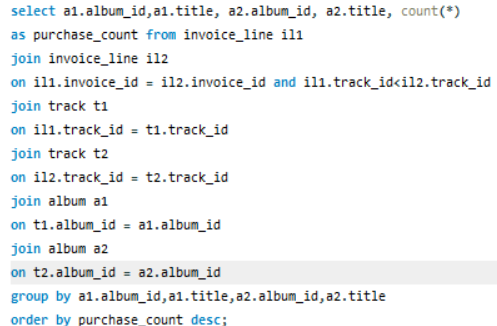 select a1.album_id,a1.title, a2.album_id, a2.title, count(*)
as purchase_count from invoice_line il1
join invoice_line il2
on il1.invoice_id = il2.invoice_id and il1.track_id<il2.track_id
join track t1
on il1.track_id = t1.track_id
join track t2
on il2.track_id = t2.track_id
join album a1
on t1.album_id = a1.album_id
join album a2
on t2.album_id = a2.album_id
group by a1.album_id,a1.title,a2.album_id,a2.title
order by purchase_count desc;